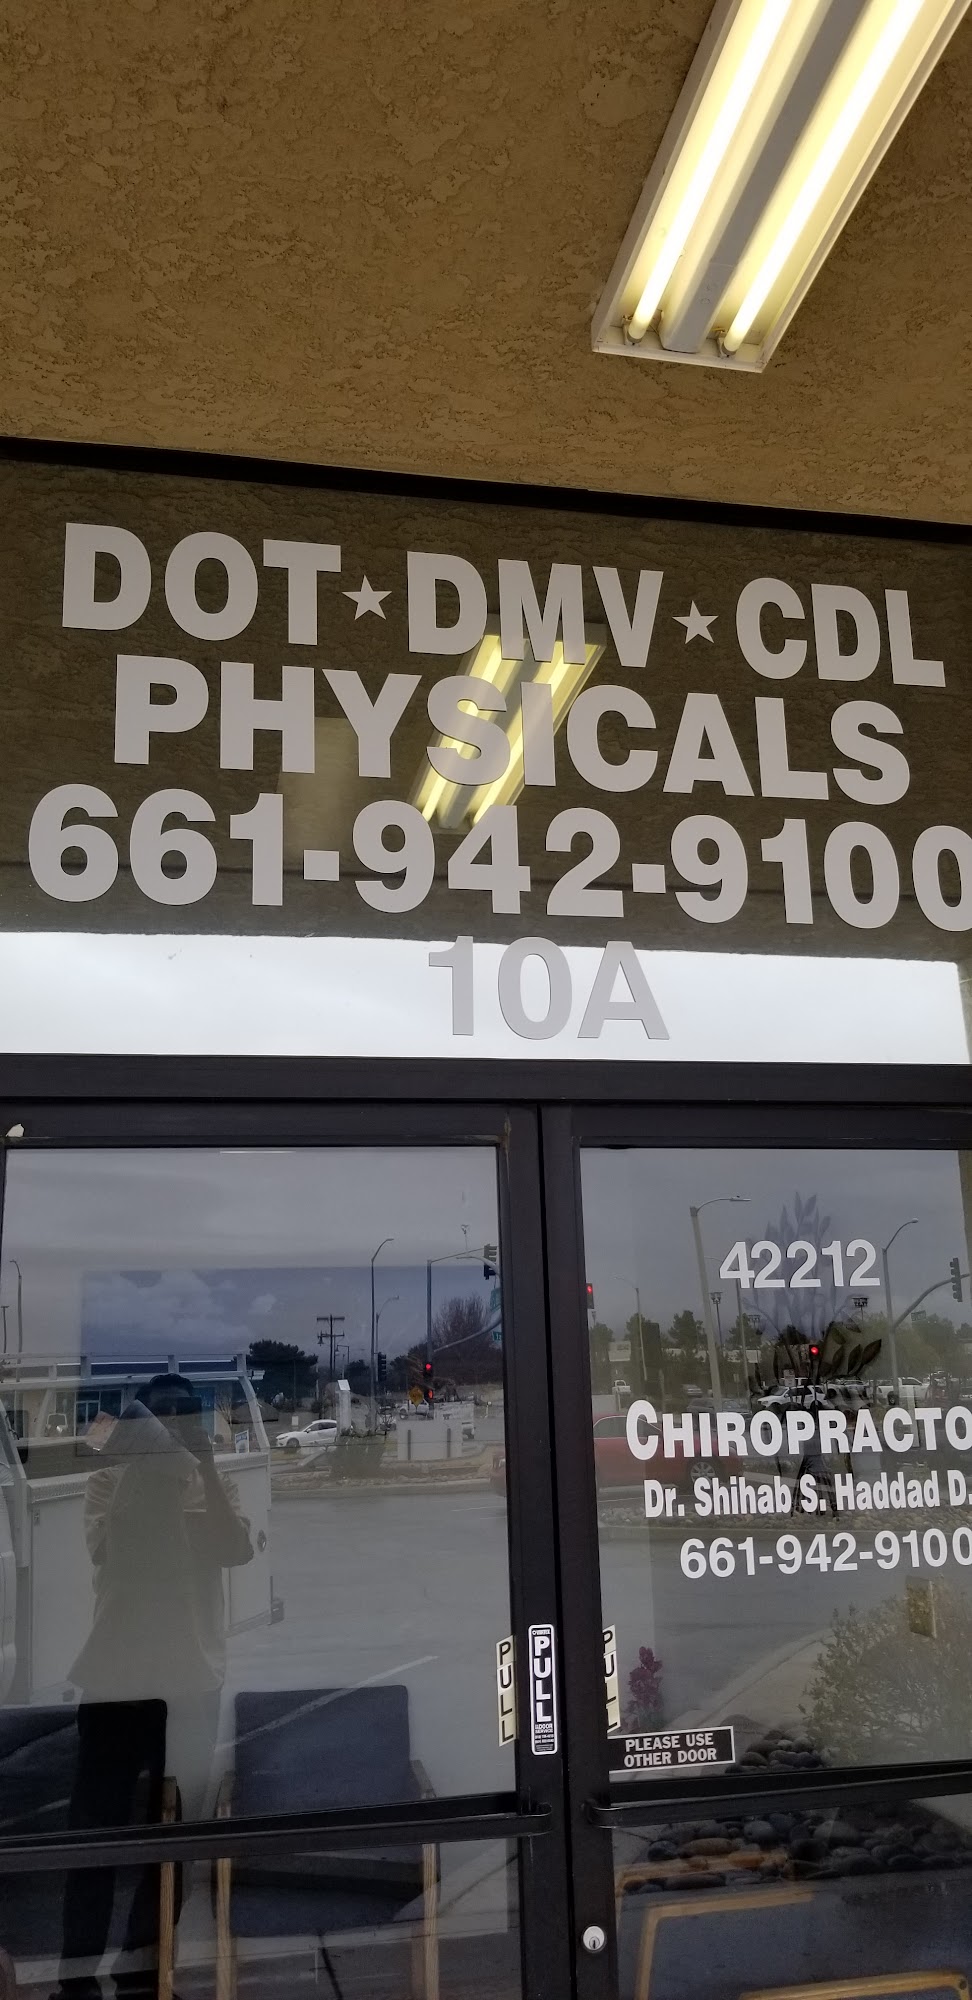 DOT★DMV★CDL
PHYSICALS
661-942-9100
10A
42212
CHIROPRACTO
Dr. Shihab S. Haddad D.
661-942-9100
PULL
PULL
PULL
PLEASE USE
OTHER DOOR